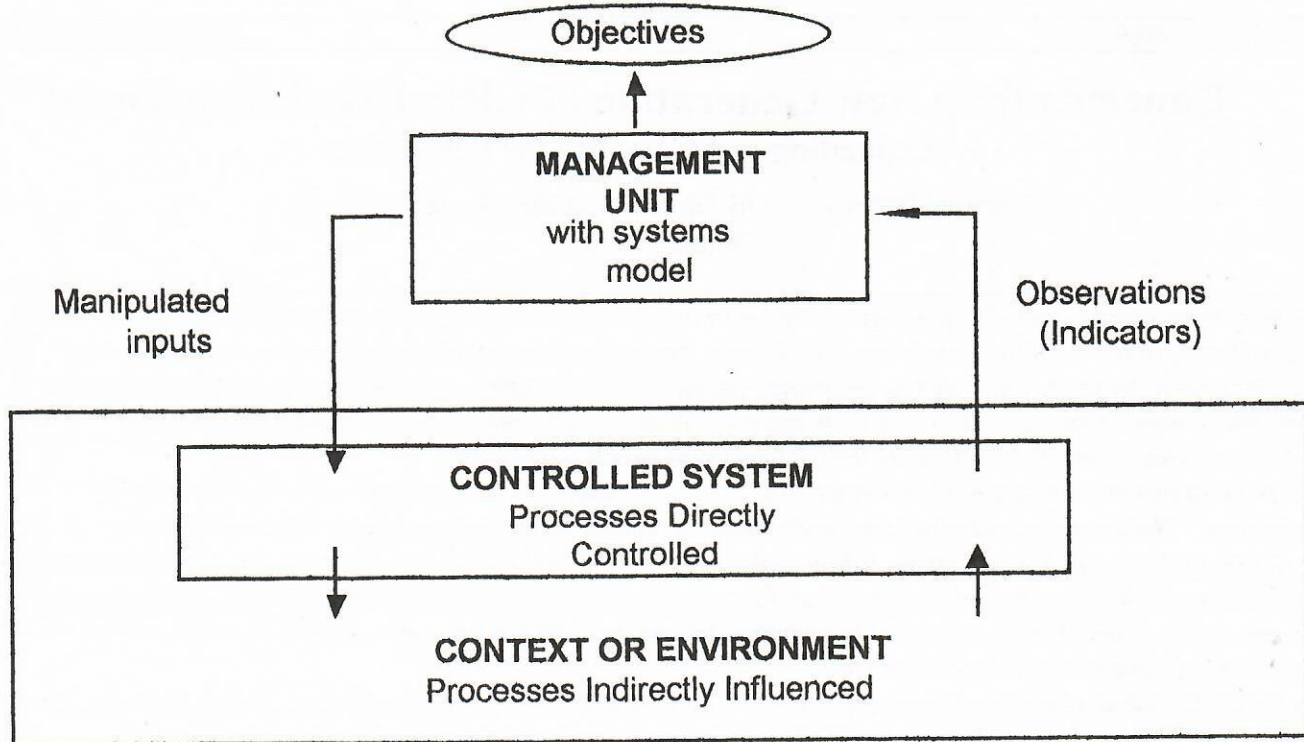 Objectives
MANAGEMENT
UNIT
with systems
model
Manipulated
inputs
Observations
(Indicators)
CONTROLLED SYSTEM
Processes Directly
Controlled
CONTEXT OR ENVIRONMENT
Processes Indirectly Influenced